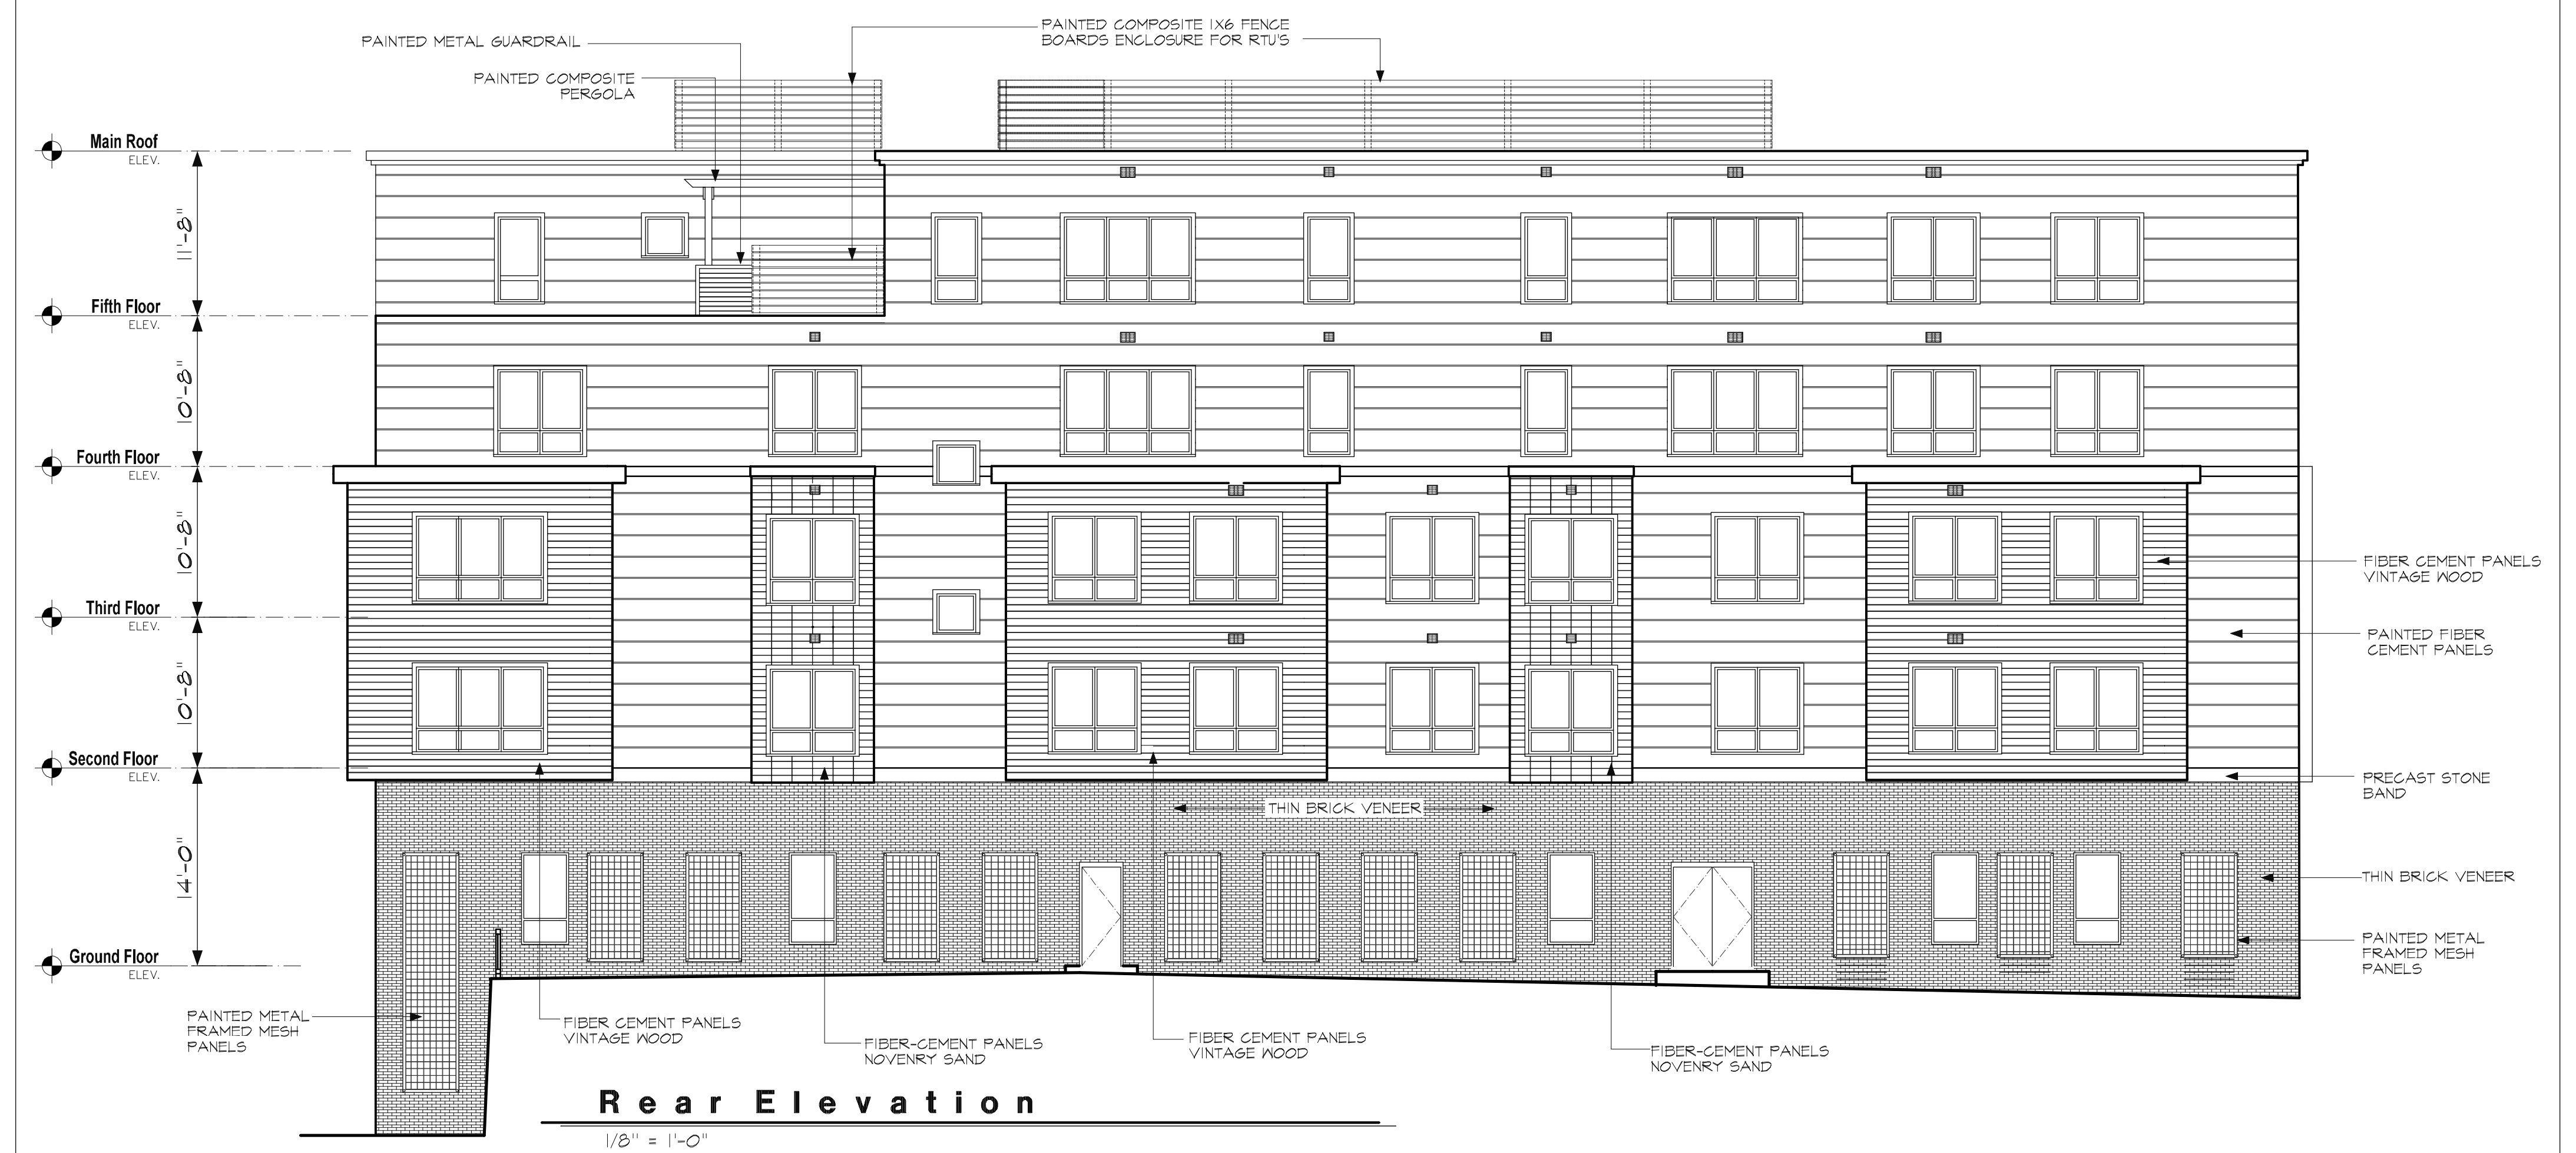 PAINTED COMPOSITE 1X6 FENCE
BOARDS ENCLOSURE FOR RTU'S
PAINTED METAL GUARDRAIL
PAINTED COMPOSITE
PERGOLA
Main Roof
ELEV.
11'-8"
Fifth Floor
ELEV.
10'-8"
Fourth Floor
ELEV.
10'-8"
Third Floor
ELEV.
10'-8"
Second Floor
ELEV.
14'-0"
Ground Floor
ELEV.
FIBER CEMENT PANELS
VINTAGE WOOD
PAINTED FIBER
CEMENT PANELS
PRECAST STONE
BAND
THIN BRICK VENEER
THIN BRICK VENEER
PAINTED METAL
FRAMED MESH
PANELS
PAINTED METAL
FRAMED MESH
PANELS
FIBER CEMENT PANELS
VINTAGE WOOD
FIBER-CEMENT PANELS
NOVENRY SAND
FIBER CEMENT PANELS
VINTAGE WOOD
FIBER-CEMENT PANELS
NOVENRY SAND
Rear Elevation
1/8" = 1'-0"